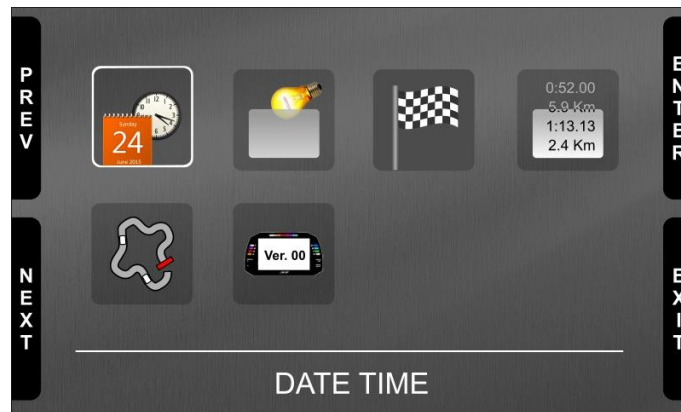 PREV
ENTER
Sunday
24
June 2013
0:52.00
5.9 Km
1:13.13
2.4 Km
NEXT
Ver. 00
EXIT
DATE TIME